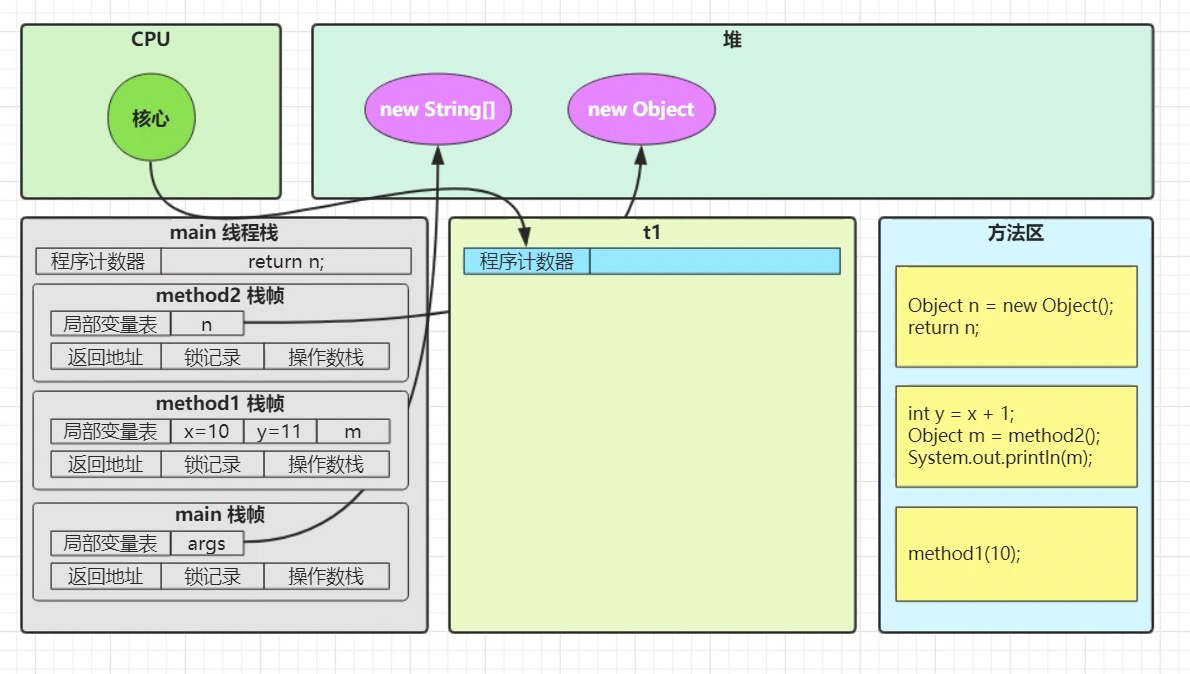 CPU
核心
堆
new String[]
new Object
main 线程栈
程序计数器
return n;
method2 栈帧
局部变量表
n
返回地址
锁记录
操作数栈
method1 栈帧
局部变量表
x=10
y=11
m
返回地址
锁记录
操作数栈
main 栈帧
局部变量表
args
返回地址
锁记录
操作数栈
t1
程序计数器
方法区
Object n = new Object();
return n;
int y = x + 1;
Object m = method2();
System.out.println(m);
method1(10);